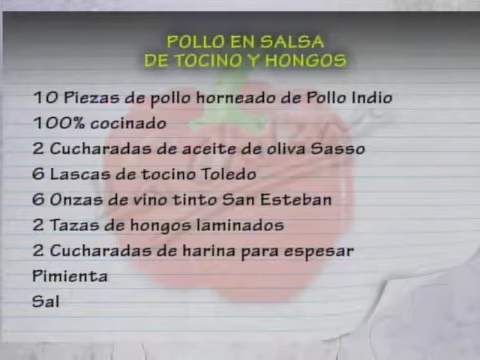 POLLO EN SALSA
DE TOCINO Y HONGOS
10 Piezas de pollo horneado de Pollo Indio
100% cocinado
2 Cucharadas de aceite de oliva Sasso
6 Lascas de tocino Toledo
6 Onzas de vino tinto San Esteban
2 Tazas de hongos laminados
2 Cucharadas de harina para espesar
Pimienta
Sal